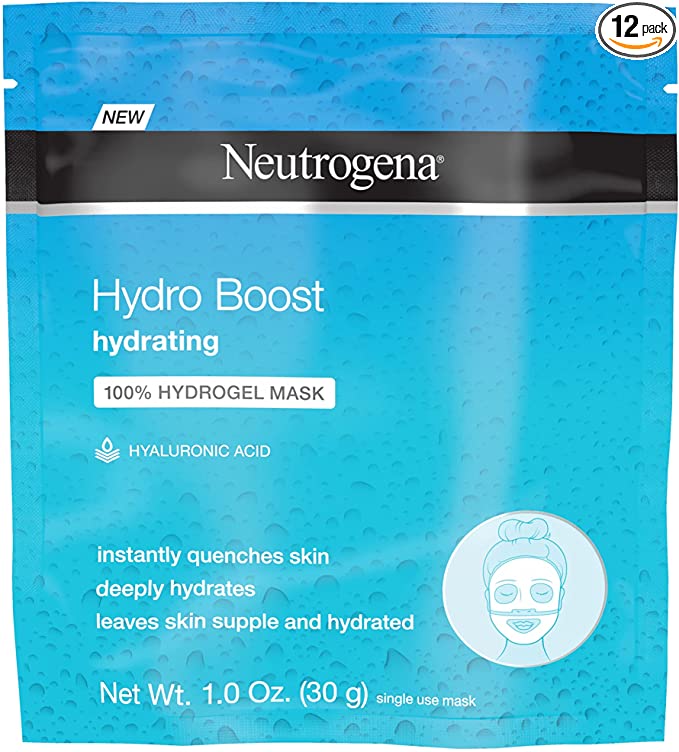 12 pack
NEW
Neutrogena®
Hydro Boost
hydrating
100% HYDROGEL MASK
HYALURONIC ACID
instantly quenches skin
deeply hydrates
leaves skin supple and hydrated
Net Wt. 1.0 Oz. (30 g) single use mask